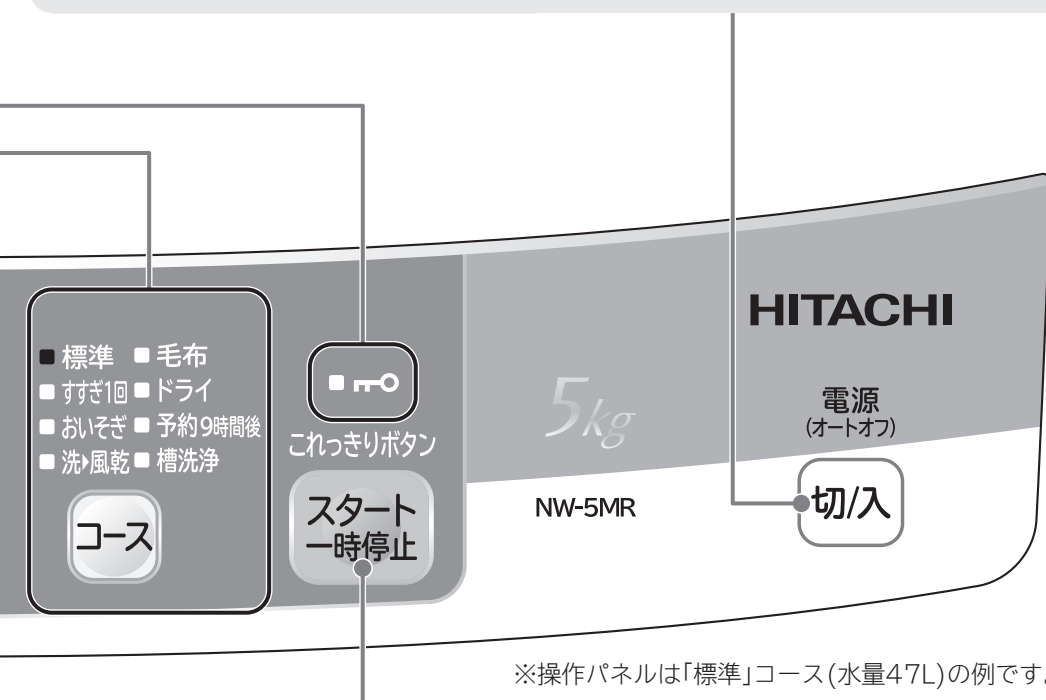 HITACHI
標準
毛布
すすぎ1回
ドライ
おいそぎ
予約9時間後
洗▸風乾
槽洗浄
コース
これっきりボタン
スタート
一時停止
5kg
NW-5MR
電源
(オートオフ)
切/入
※操作パネルは「標準」コース(水量47L)の例です。